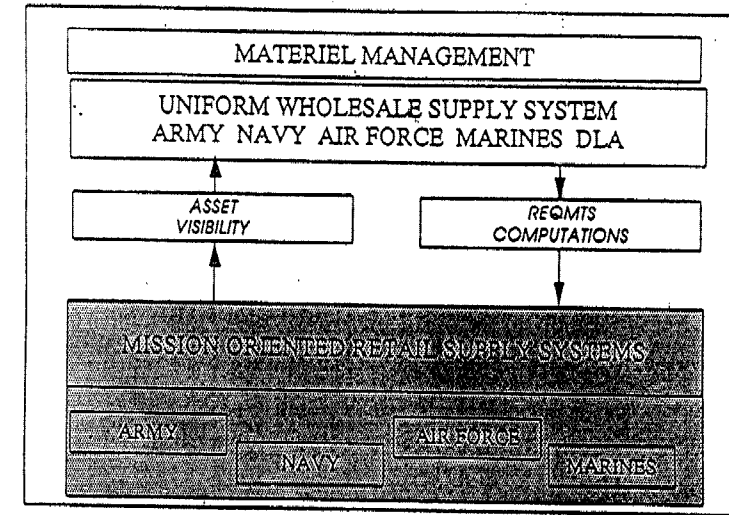 MATERIEL MANAGEMENT
UNIFORM WHOLESALE SUPPLY SYSTEM
ARMY NAVY AIR FORCE MARINES DLA
ASSET
VISIBILITY
REQMTS
COMPUTATIONS
MISSION ORIENTED RETAIL SUPPLY SYSTEMS
ARMY
NAVY
AIR FORCE
MARINES